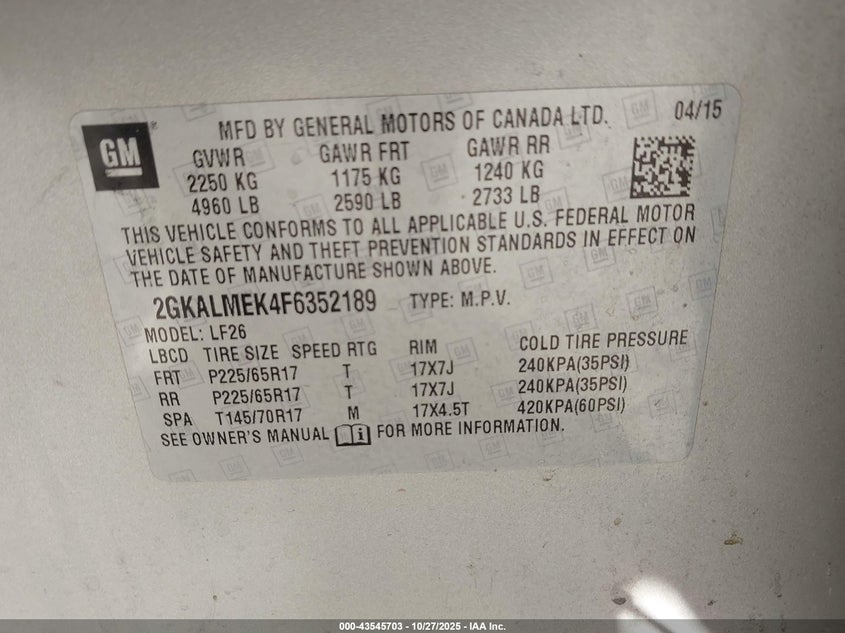 GM ® MFD BY GENERAL MOTORS OF CANADA LTD. 04/15
GVWR GAWR FRT GAWR RR
2250 KG 1175 KG 1240 KG
4960 LB 2590 LB 2733 LB
THIS VEHICLE CONFORMS TO ALL APPLICABLE U.S. FEDERAL MOTOR
VEHICLE SAFETY AND THEFT PREVENTION STANDARDS IN EFFECT ON
THE DATE OF MANUFACTURE SHOWN ABOVE.
2GKALMEK4F6352189 TYPE: M.P.V.
MODEL: LF26
LBCD TIRE SIZE SPEED RTG RIM COLD TIRE PRESSURE
FRT P225/65R17 T 17X7J 240KPA(35PSI)
RR P225/65R17 T 17X7J 240KPA(35PSI)
SPA T145/70R17 M 17X4.5T 420KPA(60PSI)
SEE OWNER'S MANUAL i FOR MORE INFORMATION.
000-43545703 - 10/27/2025 - IAA Inc.